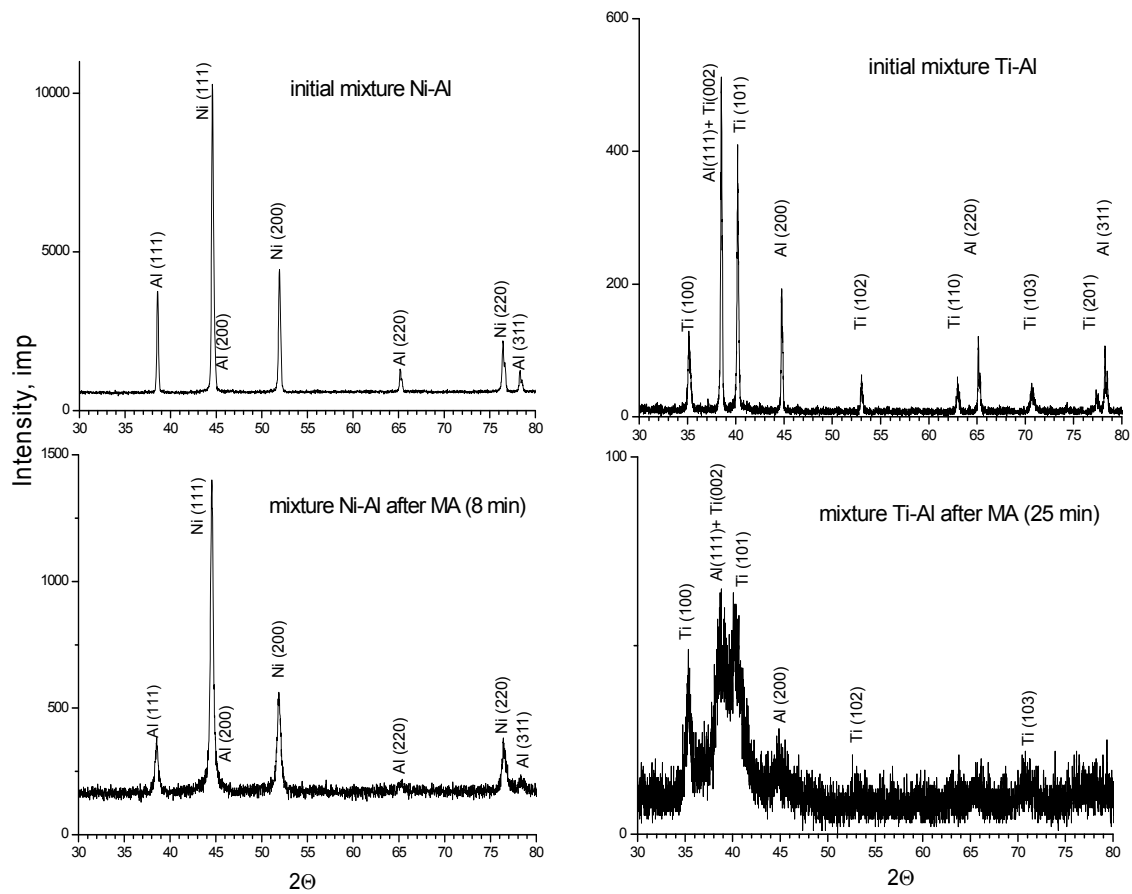 Intensity, imp
initial mixture Ni-Al
10000
5000
0
Al (111)
Ni (111)
Al (200)
Ni (200)
Al (220)
Ni (220)
Al (311)
30 35 40 45 50 55 60 65 70 75 80
initial mixture Ti-Al
600
400
200
0
Ti (100)
Al(111)+ Ti(002)
Ti (101)
Al (200)
Ti (102)
Ti (110)
Al (220)
Ti (103)
Ti (201)
Al (311)
30 35 40 45 50 55 60 65 70 75 80
mixture Ni-Al after MA (8 min)
1500
1000
500
0
Al (111)
Ni (111)
Al (200)
Ni (200)
Al (220)
Ni (220)
Al (311)
30 35 40 45 50 55 60 65 70 75 80
2Θ
mixture Ti-Al after MA (25 min)
100
0
Ti (100)
Al(111)+ Ti(002)
Ti (101)
Al (200)
Ti (102)
Ti (103)
30 35 40 45 50 55 60 65 70 75 80
2Θ